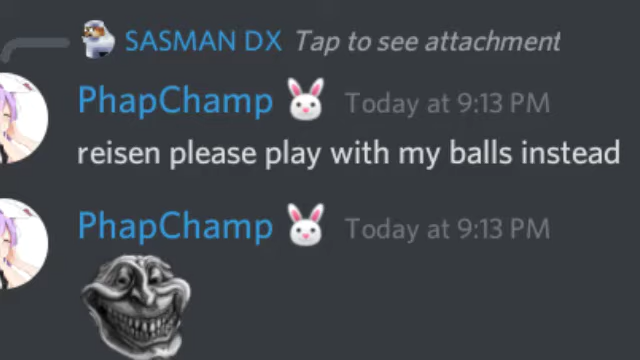 SASMAN DX Tap to see attachment
PhapChamp 🐰 Today at 9:13 PM
reisen please play with my balls instead
PhapChamp 🐰 Today at 9:13 PM